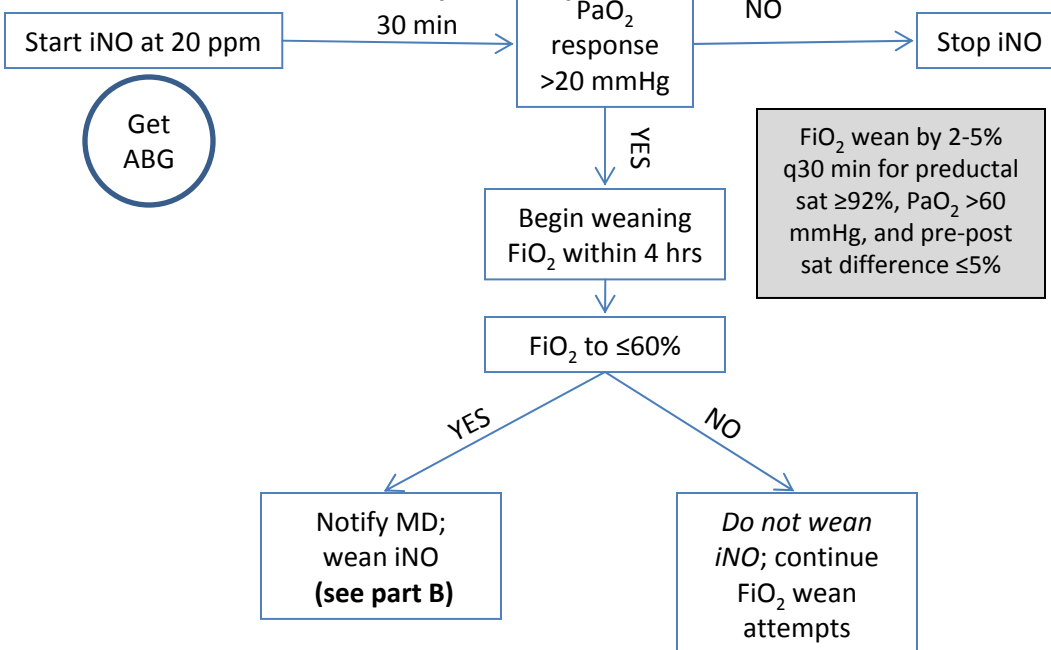 Start iNO at 20 ppm
30 min
PaO₂
response
>20 mmHg
NO
Stop iNO
Get
ABG
YES
FiO₂ wean by 2-5%
q30 min for preductal
sat ≥92%, PaO₂ >60
mmHg, and pre-post
sat difference ≤5%
Begin weaning
FiO₂ within 4 hrs
FiO₂ to ≤60%
YES
NO
Notify MD;
wean iNO
(see part B)
Do not wean
iNO; continue
FiO₂ wean
attempts